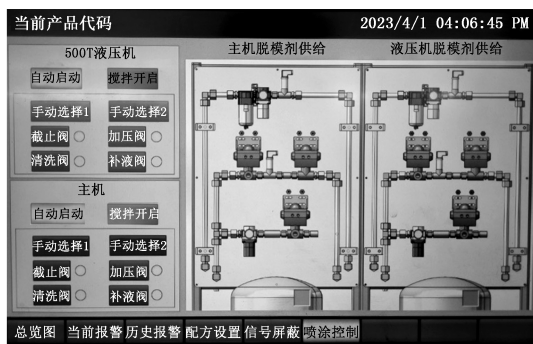 当前产品代码 2023/4/1 04:06:45 PM
500T液压机
自动启动 搅拌开启
手动选择1 手动选择2
截止阀 加压阀
清洗阀 补液阀
主机
自动启动 搅拌开启
手动选择1 手动选择2
截止阀 加压阀
清洗阀 补液阀
主机脱模剂供给 液压机脱模剂供给
总览图 当前报警 历史报警 配方设置 信号屏蔽 喷涂控制